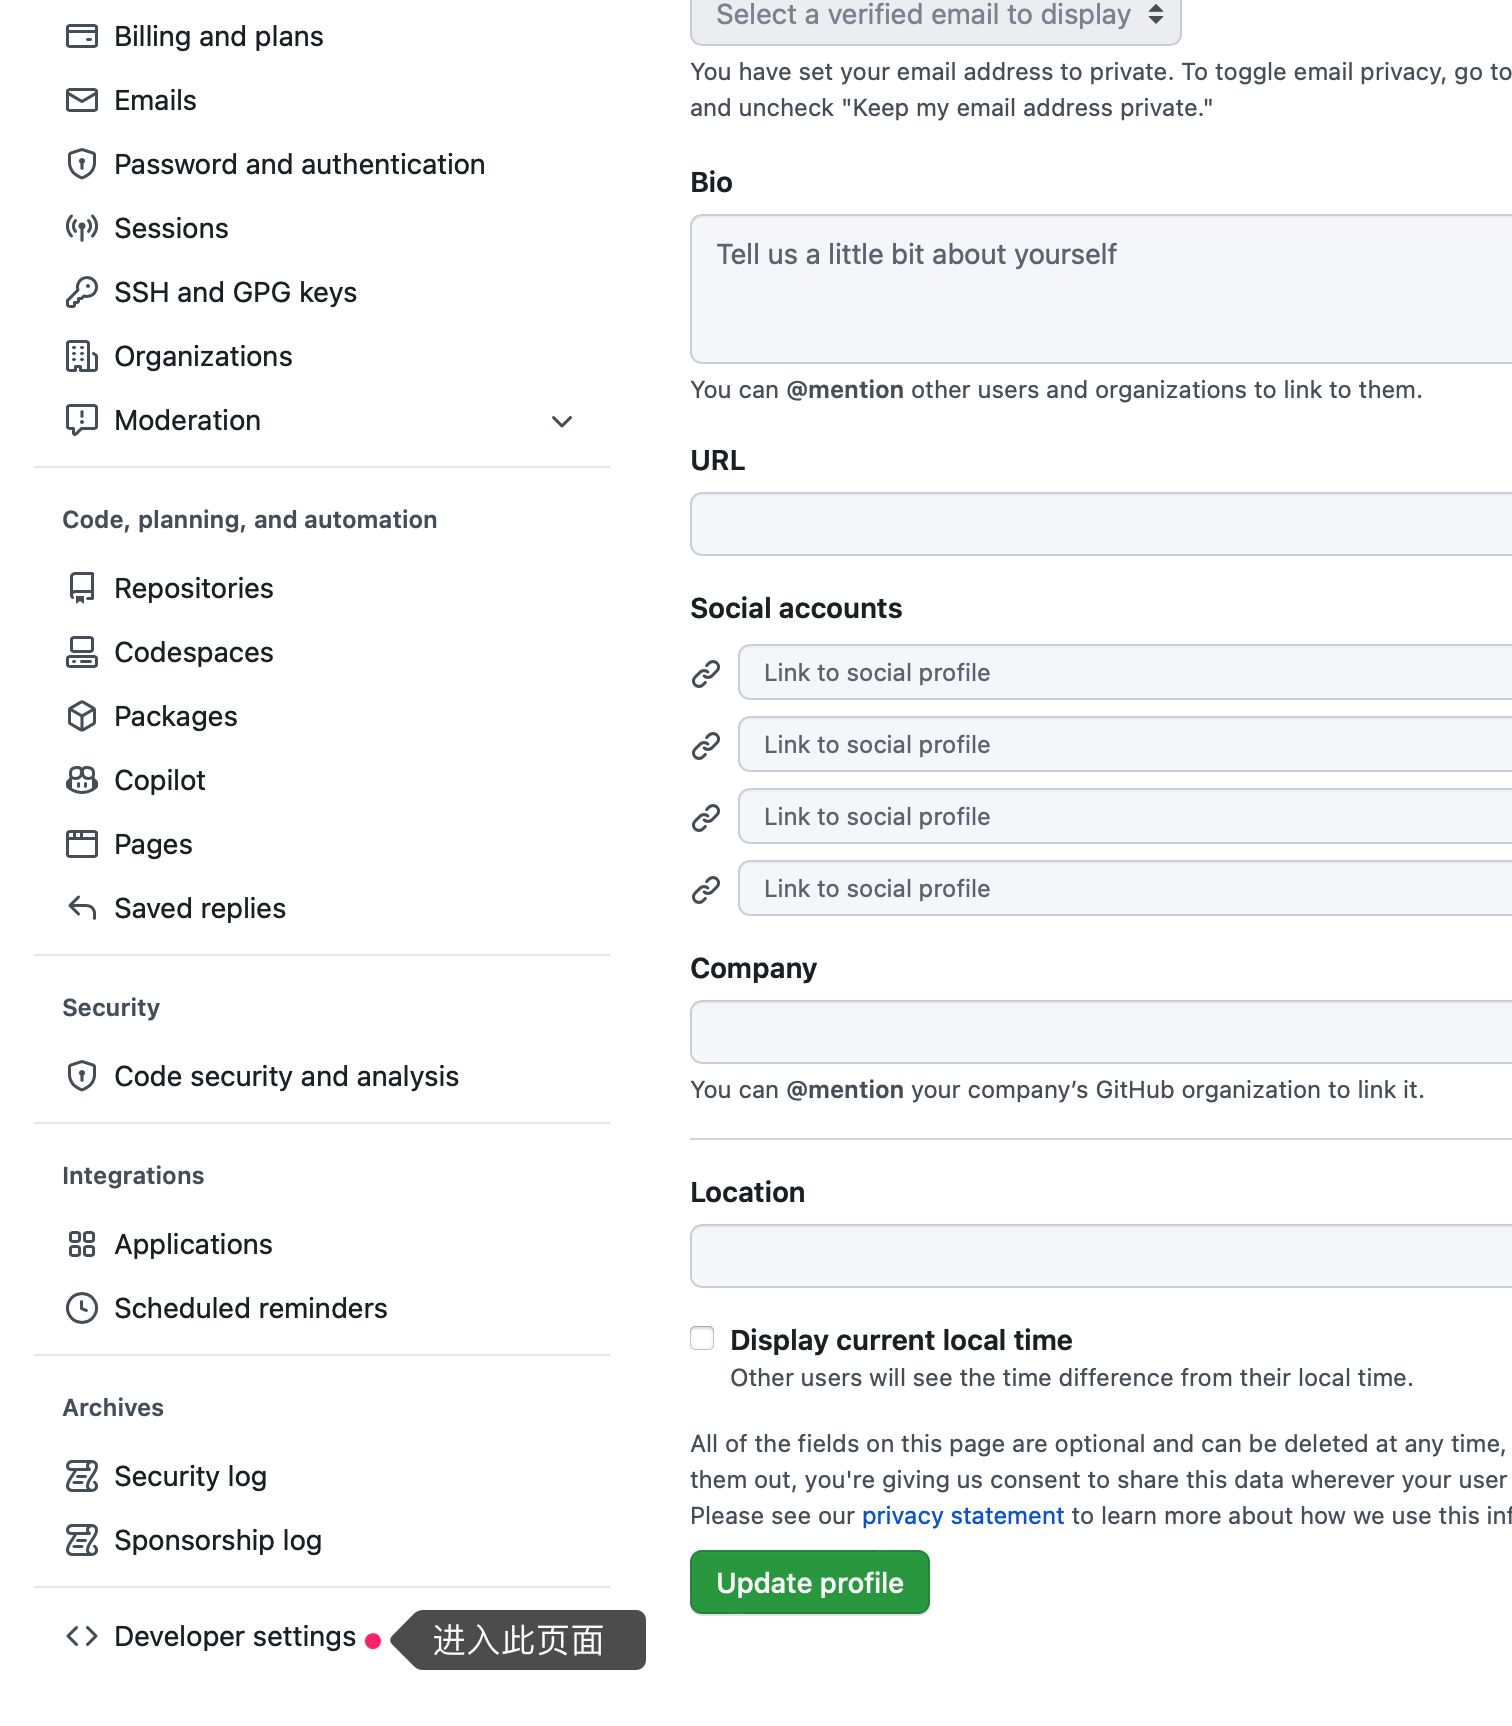 Billing and plans
Emails
Password and authentication
Sessions
SSH and GPG keys
Organizations
Moderation
Code, planning, and automation
Repositories
Codespaces
Packages
Copilot
Pages
Saved replies
Security
Code security and analysis
Integrations
Applications
Scheduled reminders
Archives
Security log
Sponsorship log
Developer settings
进入此页面
Select a verified email to display
You have set your email address to private. To toggle email privacy, go to
and uncheck "Keep my email address private."
Bio
Tell us a little bit about yourself
You can @mention other users and organizations to link to them.
URL
Social accounts
Link to social profile
Link to social profile
Link to social profile
Link to social profile
Company
You can @mention your company’s GitHub organization to link it.
Location
Display current local time
Other users will see the time difference from their local time.
All of the fields on this page are optional and can be deleted at any time,
them out, you're giving us consent to share this data wherever your user
Please see our privacy statement to learn more about how we use this inf
Update profile